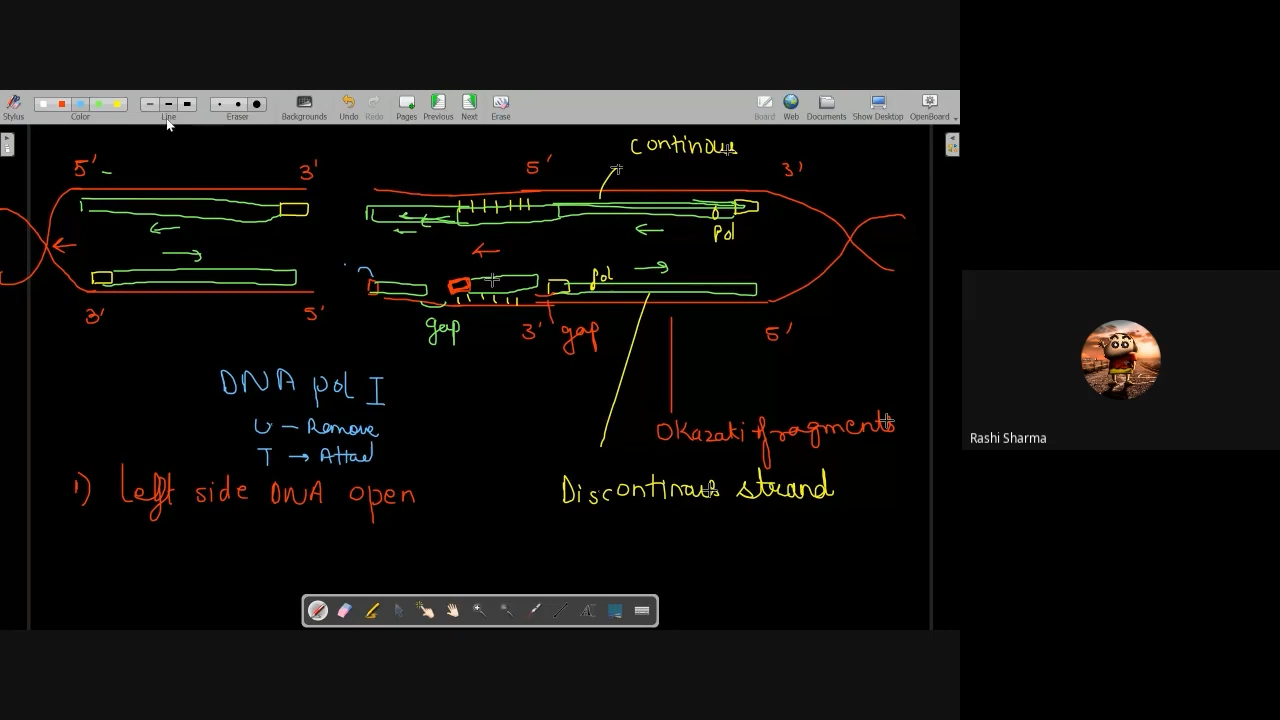 Stylus Color Line Eraser Backgrounds Undo Redo Pages Previous Next Erase Board Web Documents Show Desktop OpenBoard
Continous
5' 3' 5' 3'
Pol
Pol
3' 5' gap 3' gap 5'
DNA pol I
U - Remove
T → Attach
Okazaki fragments
1) Left side DNA open
Discontinous strand
Rashi Sharma